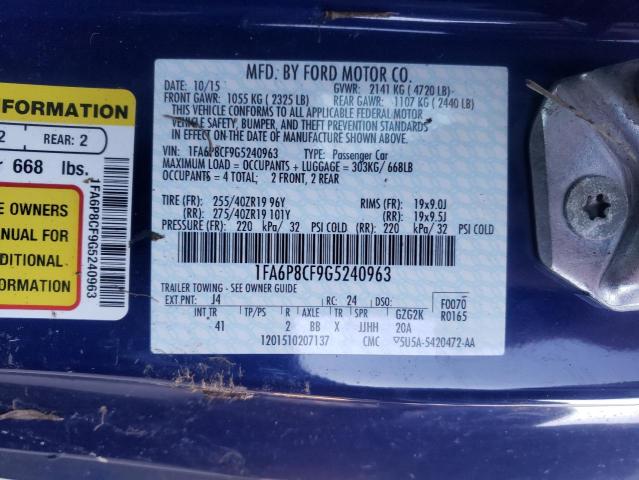 FORMATION
2 REAR: 2
r 668 lbs.
E OWNERS
MANUAL FOR
DDITIONAL
FORMATION
1FA6P8CF9G5240963
MFD. BY FORD MOTOR CO.
DATE: 10/15 GVWR: 2141 KG ( 4720 LB)
FRONT GAWR: 1055 KG ( 2325 LB) REAR GAWR: 1107 KG ( 2440 LB)
THIS VEHICLE CONFORMS TO ALL APPLICABLE FEDERAL MOTOR
VEHICLE SAFETY, BUMPER, AND THEFT PREVENTION STANDARDS
IN EFFECT ON THE DATE OF MANUFACTURE SHOWN ABOVE.
VIN: 1FA6P8CF9G5240963 TYPE: Passenger Car
MAXIMUM LOAD = OCCUPANTS + LUGGAGE = 303KG/ 668LB
OCCUPANTS = 4 TOTAL: 2 FRONT, 2 REAR
TIRE (FR): 255/40ZR19 96Y RIMS (FR): 19x9.0J
(RR): 275/40ZR19 101Y (RR): 19x9.5J
PRESSURE (FR): 220 kPa/ 32 PSI COLD (RR): 220 kPa/ 32 PSI COLD
1FA6P8CF9G5240963
TRAILER TOWING - SEE OWNER GUIDE
EXT PNT: J4 RC: 24 DSO: F0070
INT TR TP/PS R AXLE TR SPR GZG2K R0165
41 2 BB X JJHH 20A
1201510207137 CMC ▽5U5A-5420472-AA